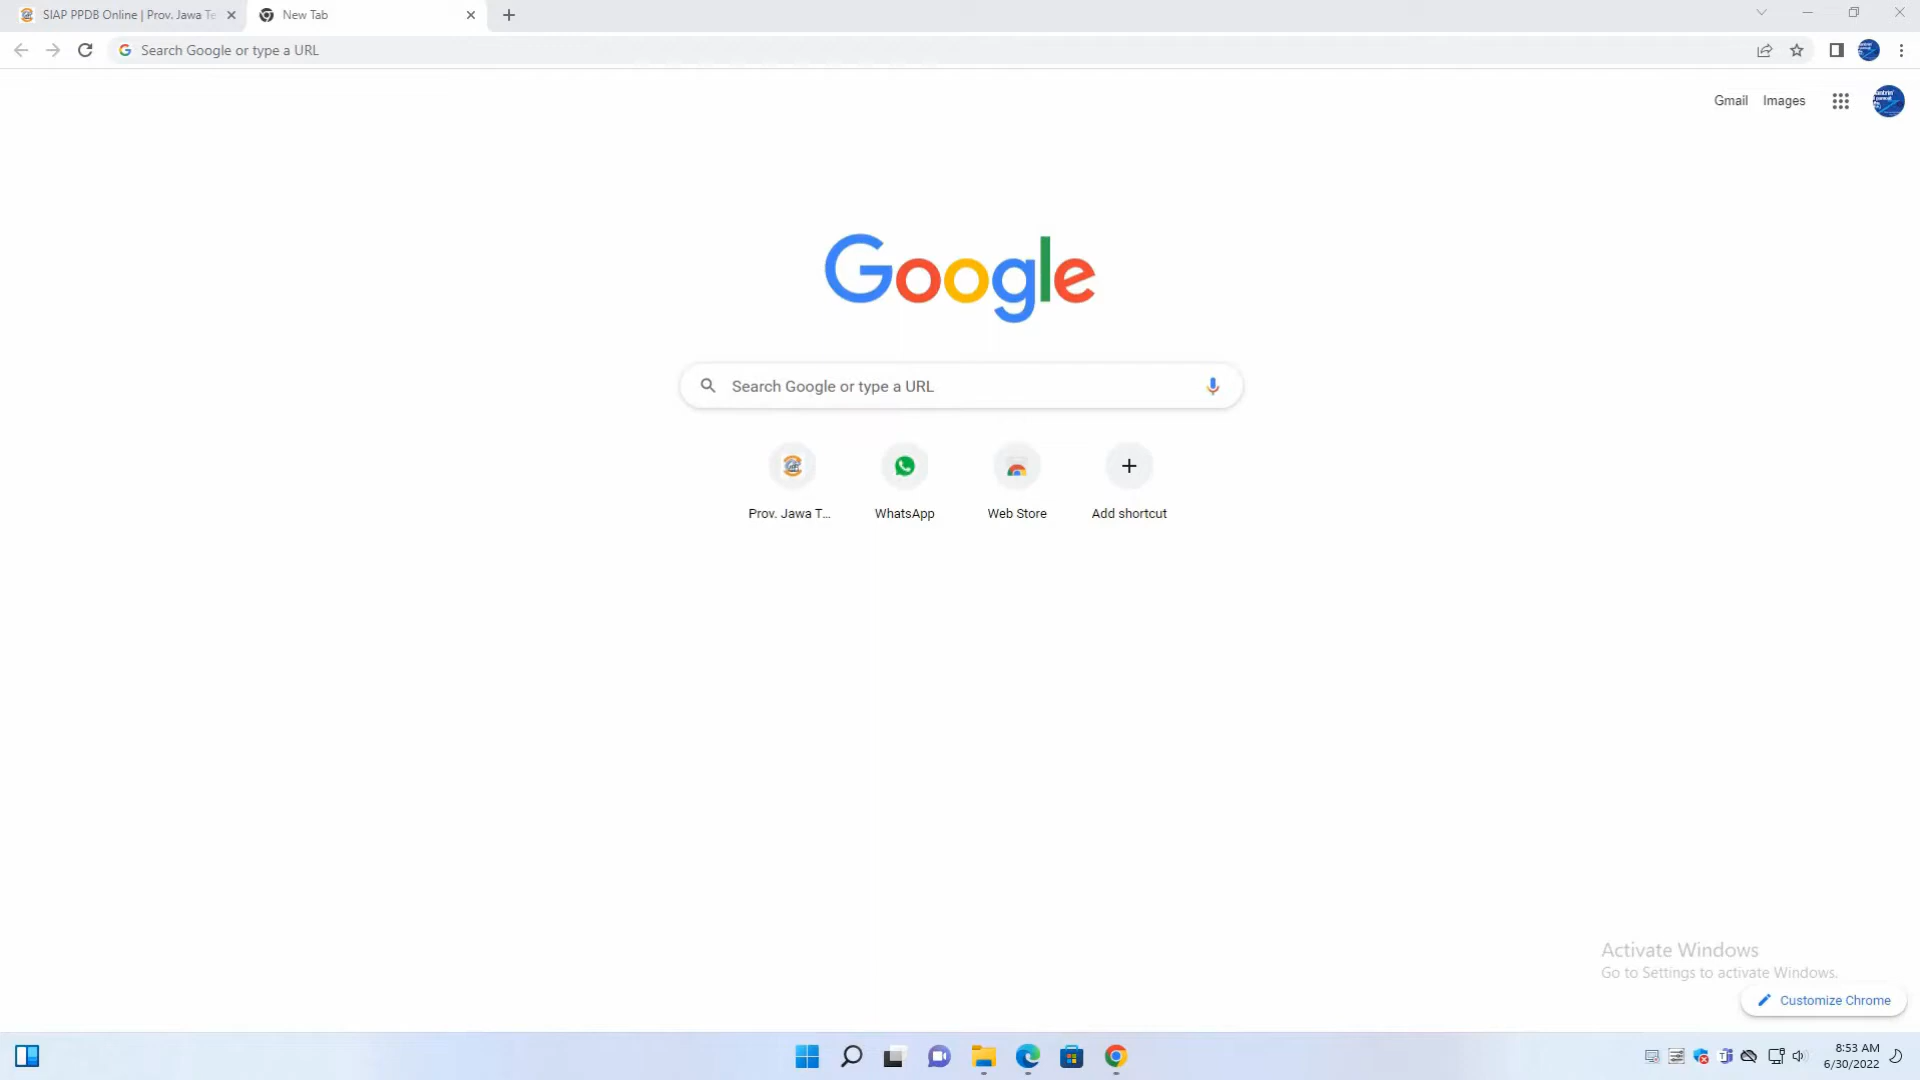 SIAP PPDB Online | Prov. Jawa Te
New Tab
Search Google or type a URL
Gmail
Images
Google
Search Google or type a URL
Prov. Jawa T...
WhatsApp
Web Store
Add shortcut
Activate Windows
Go to Settings to activate Windows.
Customize Chrome
8:53 AM
6/30/2022